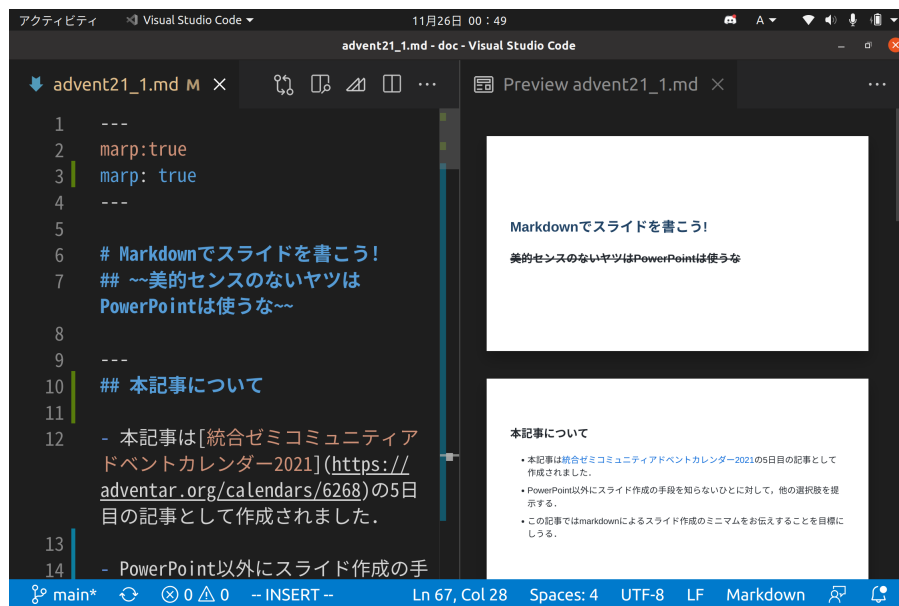 アクティビティ Visual Studio Code 11月26日 00：49 A
advent21_1.md - doc - Visual Studio Code
advent21_1.md M
Preview advent21_1.md
1 ---
2 marp:true
3 marp: true
4 ---
5
6 # Markdownでスライドを書こう!
7 ## ~~美的センスのないヤツは
PowerPointは使うな~~
8
9 ---
10 ## 本記事について
11
12 - 本記事は[統合ゼミコミュニティア
ドベントカレンダー2021](https://
adventar.org/calendars/6268)の5日
目の記事として作成されました.
13
14 - PowerPoint以外にスライド作成の手
Markdownでスライドを書こう!
美的センスのないヤツはPowerPointは使うな
本記事について
• 本記事は統合ゼミコミュニティアドベントカレンダー2021の5日目の記事として
作成されました.
• PowerPoint以外にスライド作成の手段を知らないひとに対して，他の選択肢を提
示する.
• この記事ではmarkdownによるスライド作成のミニマムをお伝えすることを目標に
しうる.
main* 0 0 -- INSERT -- Ln 67, Col 28 Spaces: 4 UTF-8 LF Markdown